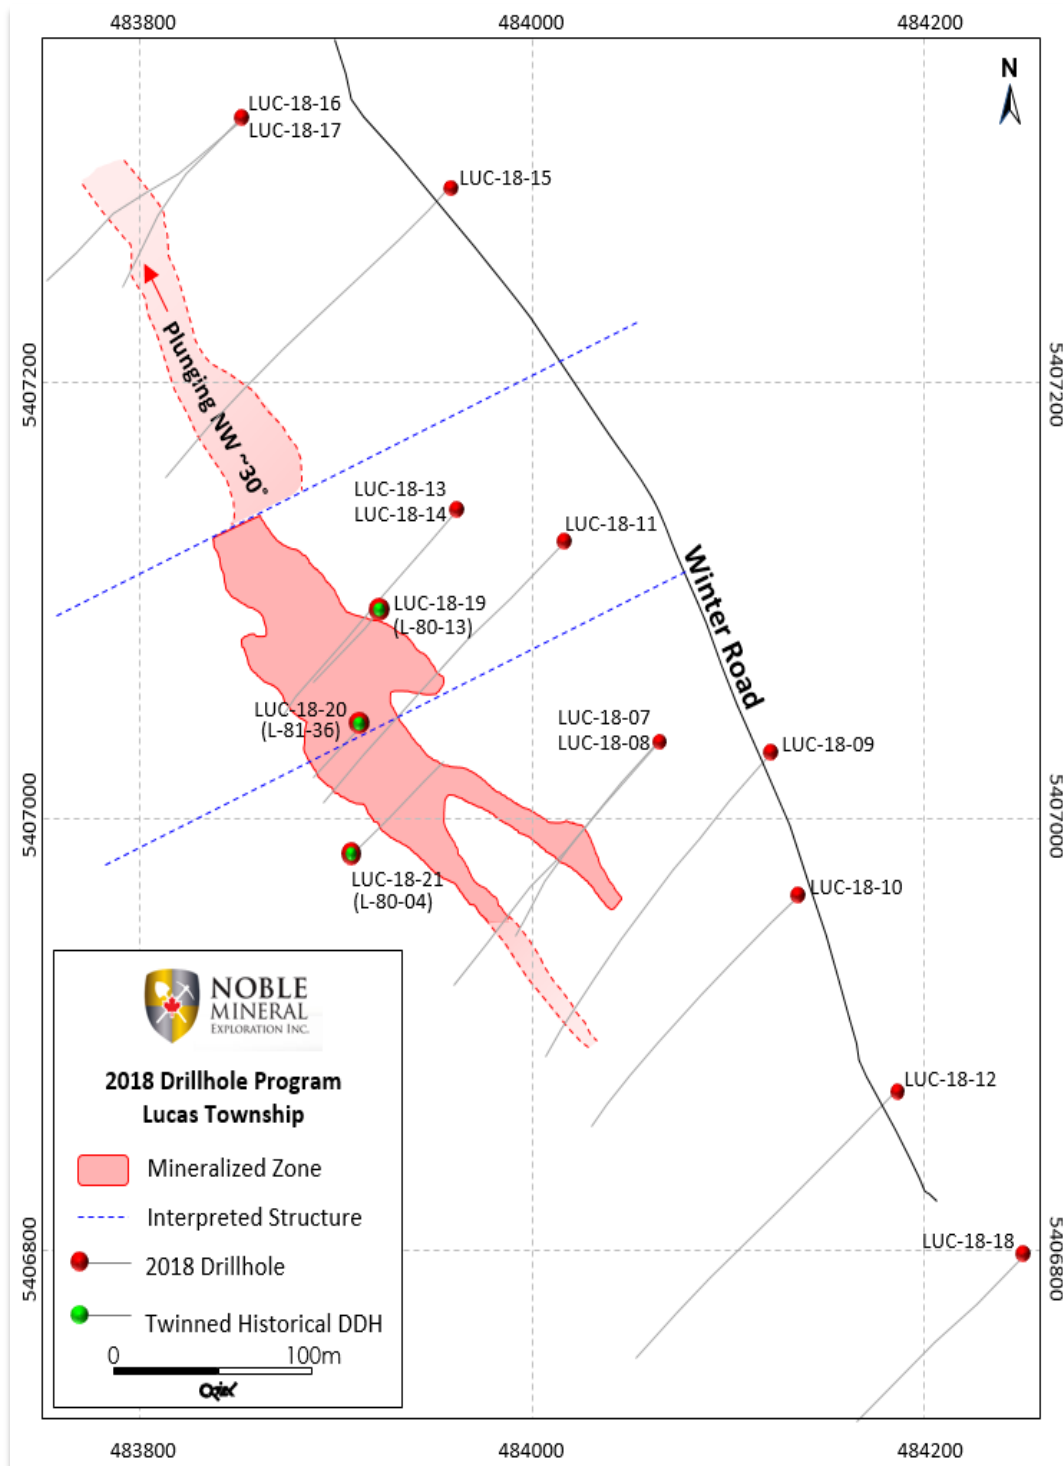 483800 484000 484200
N
LUC-18-16
LUC-18-17
LUC-18-15
5407200 5407200
Plunging NW ~30°
LUC-18-13
LUC-18-14
LUC-18-11
Winter Road
LUC-18-19
(L-80-13)
LUC-18-20
(L-81-36)
LUC-18-07
LUC-18-08
LUC-18-09
5407000 5407000
LUC-18-21
(L-80-04)
LUC-18-10
LUC-18-12
LUC-18-18
5406800 5406800
NOBLE
MINERAL
EXPLORATION INC.
2018 Drillhole Program
Lucas Township
Mineralized Zone
Interpreted Structure
2018 Drillhole
Twinned Historical DDH
0 100m
483800 484000 484200